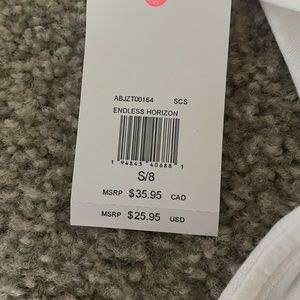 ABJZT00164 SCS
ENDLESS HORIZON
1 94843 40688 1
S/8
MSRP $35.95 CAD
MSRP $25.95 USD